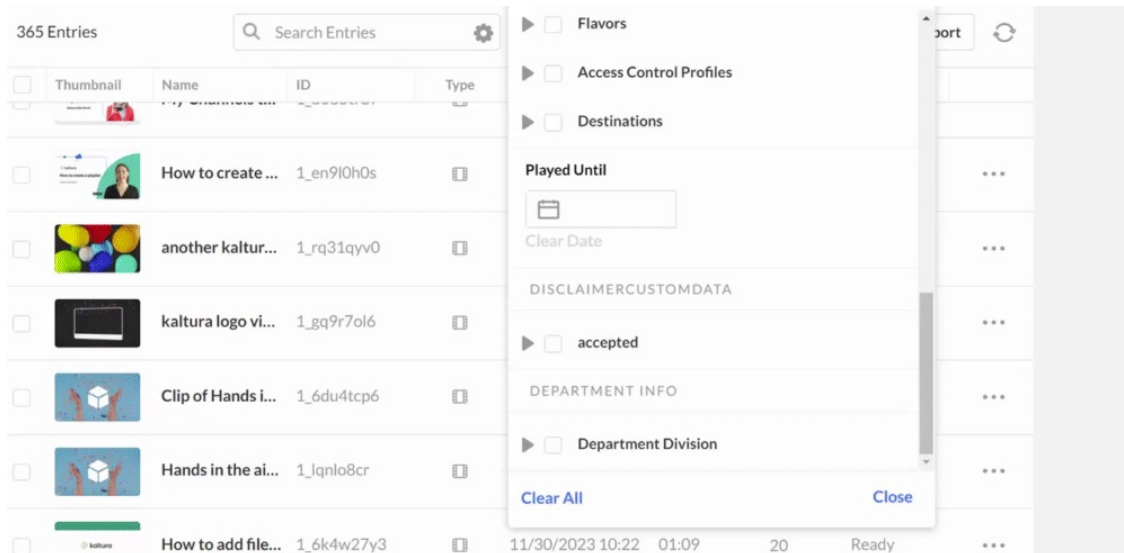 365 Entries
Search Entries
port
Thumbnail Name ID Type
How to create ... 1_en9l0h0s
another kaltur... 1_rq31qyv0
kaltura logo vi... 1_gq9r7ol6
Clip of Hands i... 1_6du4tcp6
Hands in the ai... 1_lqnlo8cr
kaltura
How to add file... 1_6k4w27y3 11/30/2023 10:22 01:09 20 Ready
Flavors
Access Control Profiles
Destinations
Played Until
Clear Date
DISCLAIMERCUSTOMDATA
accepted
DEPARTMENT INFO
Department Division
Clear All Close